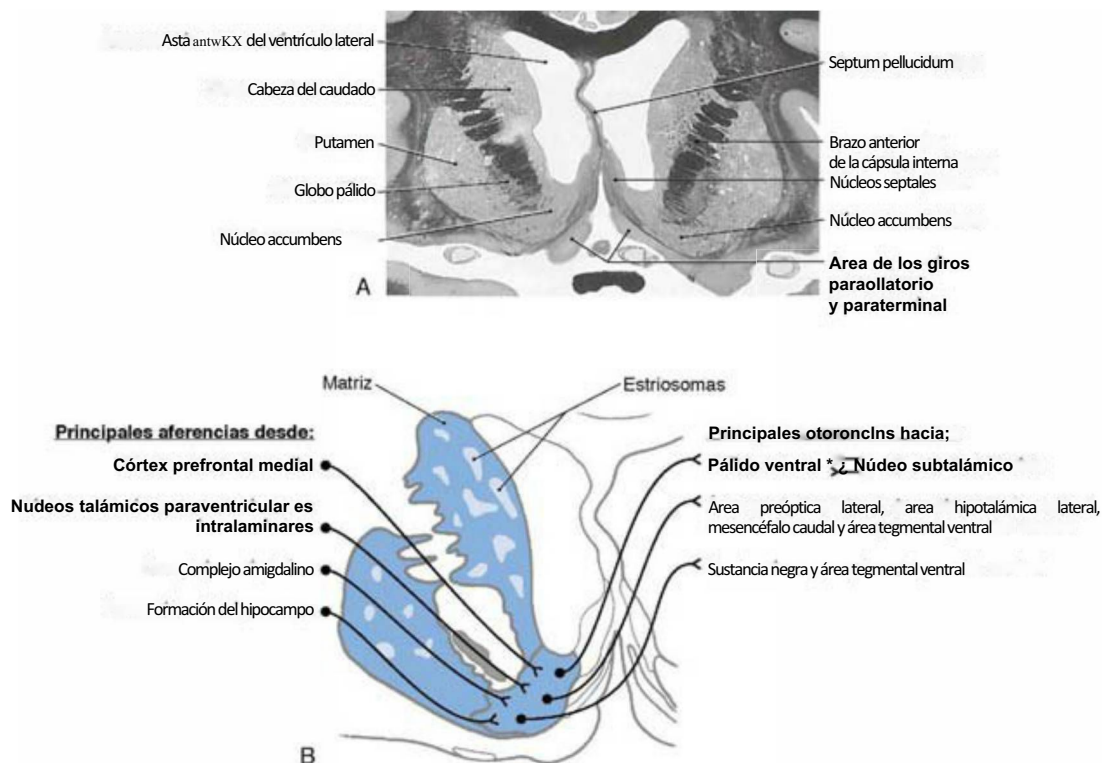 Asta antwKX del ventrículo lateral
Cabeza del caudado
Putamen
Globo pálido
Núcleo accumbens
Septum pellucidum
Brazo anterior
de la cápsula interna
Núcleos septales
Núcleo accumbens
Area de los giros
paraollatorio
y paraterminal
A
Matriz
Estriosomas
Principales aferencias desde:
Córtex prefrontal medial
Nudeos talámicos paraventricular es
intralaminares
Complejo amigdalino
Formación del hipocampo
Principales otoroncIns hacia;
Pálido ventral * ¿ Núdeo subtalámico
Area preóptica lateral, area hipotalámica lateral,
mesencéfalo caudal y área tegmental ventral
Sustancia negra y área tegmental ventral
B